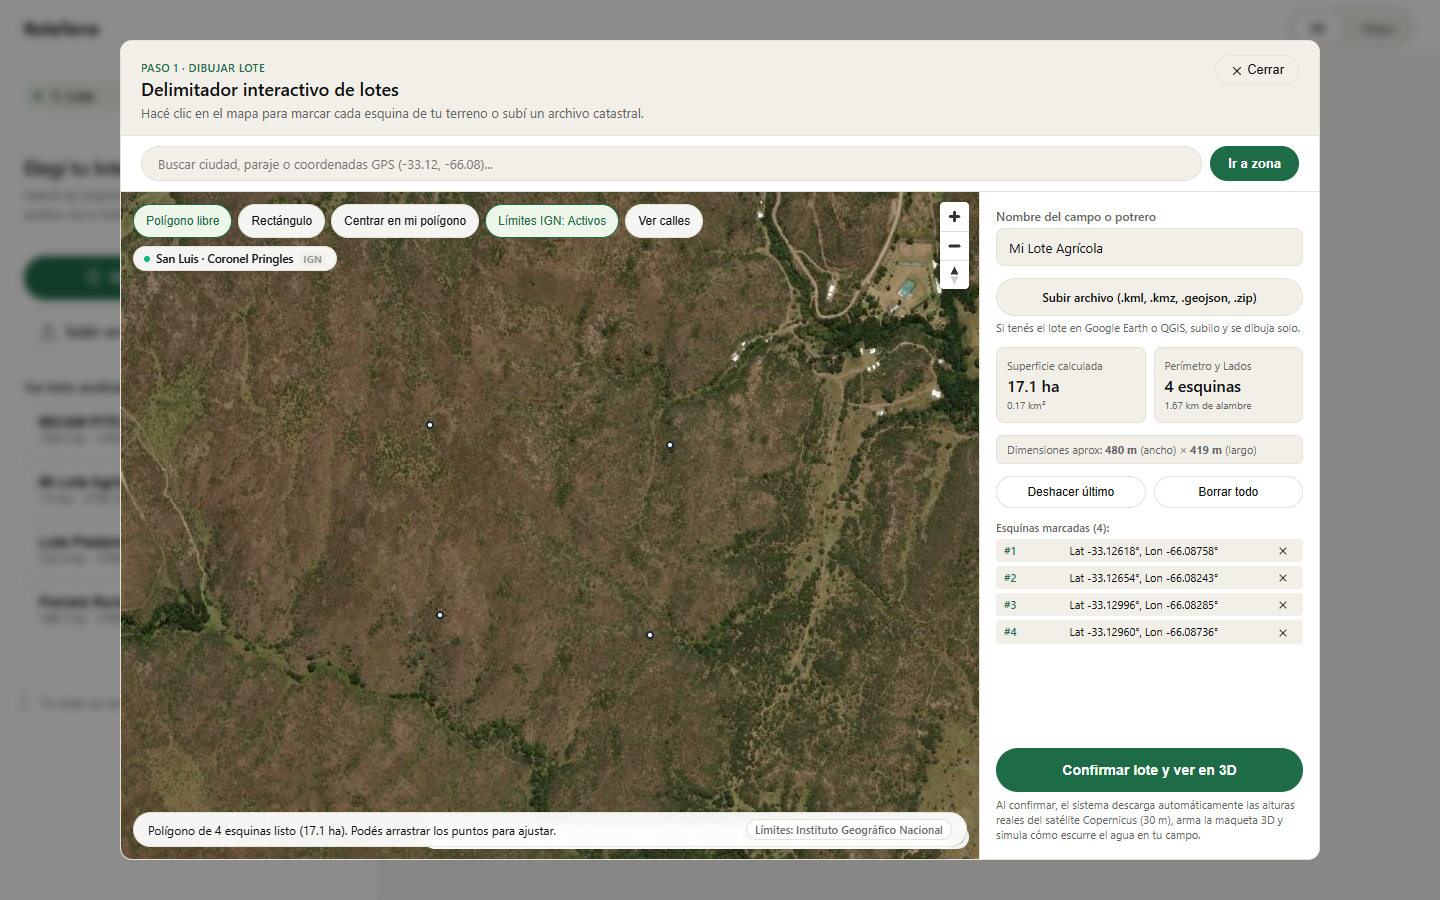 RotaTerra
PASO 1 · DIBUJAR LOTE
Delimitador interactivo de lotes
Hacé clic en el mapa para marcar cada esquina de tu terreno o subí un archivo catastral.
× Cerrar
Buscar ciudad, paraje o coordenadas GPS (-33.12, -66.08)...
Ir a zona
Polígono libre
Rectángulo
Centrar en mi polígono
Límites IGN: Activos
Ver calles
San Luis · Coronel Pringles IGN
Nombre del campo o potrero
Mi Lote Agrícola
Subir archivo (.kml, .kmz, .geojson, .zip)
Si tenés el lote en Google Earth o QGIS, subilo y se dibuja solo.
Superficie calculada
17.1 ha
0.17 km²
Perímetro y Lados
4 esquinas
1.67 km de alambre
Dimensiones aprox: 480 m (ancho) × 419 m (largo)
Deshacer último
Borrar todo
Esquinas marcadas (4):
#1 Lat -33.12618°, Lon -66.08758° ×
#2 Lat -33.12654°, Lon -66.08243° ×
#3 Lat -33.12996°, Lon -66.08285° ×
#4 Lat -33.12960°, Lon -66.08736° ×
Confirmar lote y ver en 3D
Al confirmar, el sistema descarga automáticamente las alturas
reales del satélite Copernicus (30 m), arma la maqueta 3D y
simula cómo escurre el agua en tu campo.
Polígono de 4 esquinas listo (17.1 ha). Podés arrastrar los puntos para ajustar.
Límites: Instituto Geográfico Nacional